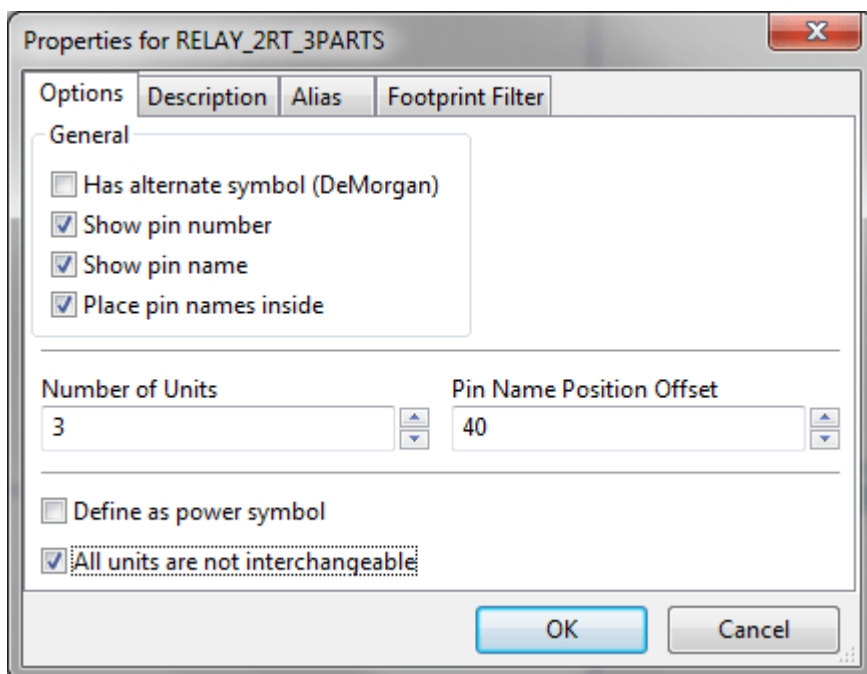 Properties for RELAY_2RT_3PARTS
Options Description Alias Footprint Filter
General
Has alternate symbol (DeMorgan)
Show pin number
Show pin name
Place pin names inside
Number of Units Pin Name Position Offset
3 40
Define as power symbol
All units are not interchangeable
OK Cancel